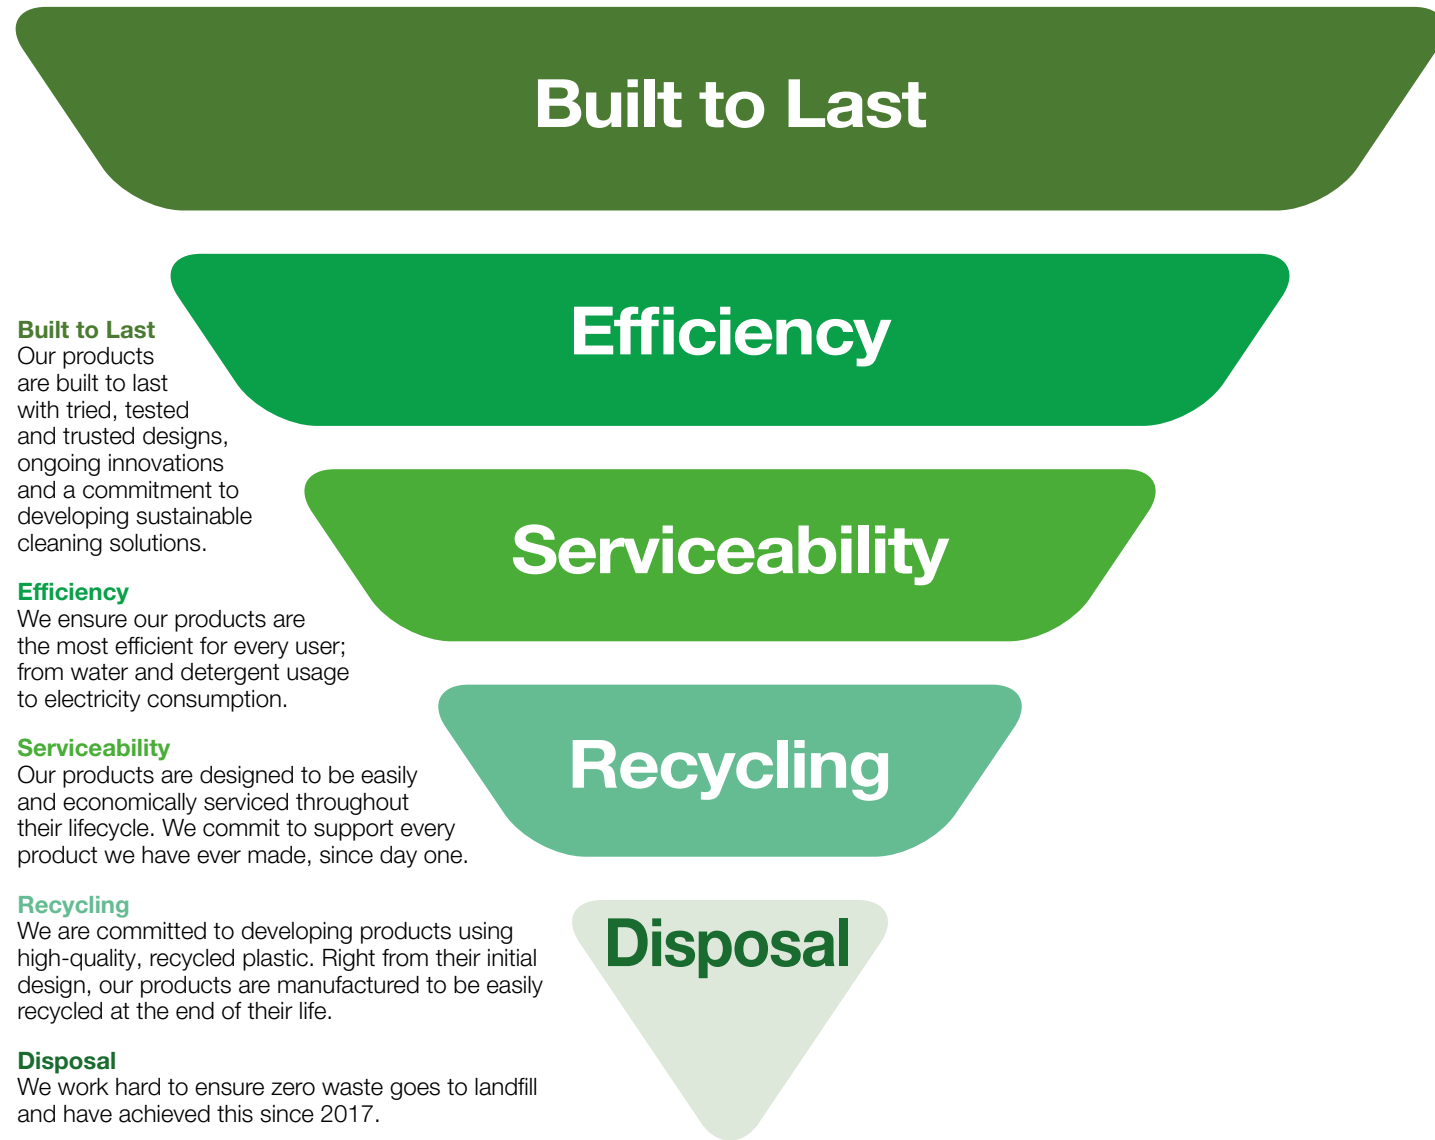 Built to Last
Efficiency
Serviceability
Recycling
Disposal
Built to Last
Our products
are built to last
with tried, tested
and trusted designs,
ongoing innovations
and a commitment to
developing sustainable
cleaning solutions.
Efficiency
We ensure our products are
the most efficient for every user;
from water and detergent usage
to electricity consumption.
Serviceability
Our products are designed to be easily
and economically serviced throughout
their lifecycle. We commit to support every
product we have ever made, since day one.
Recycling
We are committed to developing products using
high-quality, recycled plastic. Right from their initial
design, our products are manufactured to be easily
recycled at the end of their life.
Disposal
We work hard to ensure zero waste goes to landfill
and have achieved this since 2017.